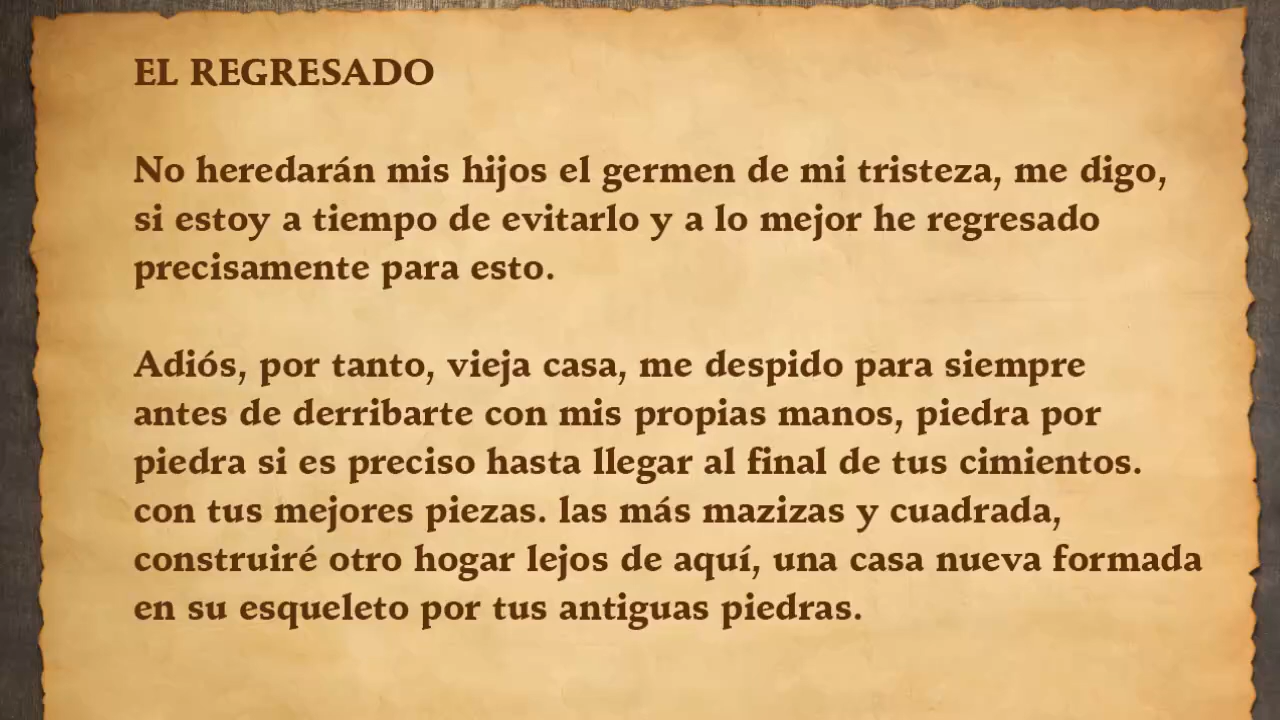 EL REGRESADO
No heredarán mis hijos el germen de mi tristeza, me digo,
si estoy a tiempo de evitarlo y a lo mejor he regresado
precisamente para esto.
Adiós, por tanto, vieja casa, me despido para siempre
antes de derribarte con mis propias manos, piedra por
piedra si es preciso hasta llegar al final de tus cimientos.
con tus mejores piezas. las más mazizas y cuadrada,
construiré otro hogar lejos de aquí, una casa nueva formada
en su esqueleto por tus antiguas piedras.